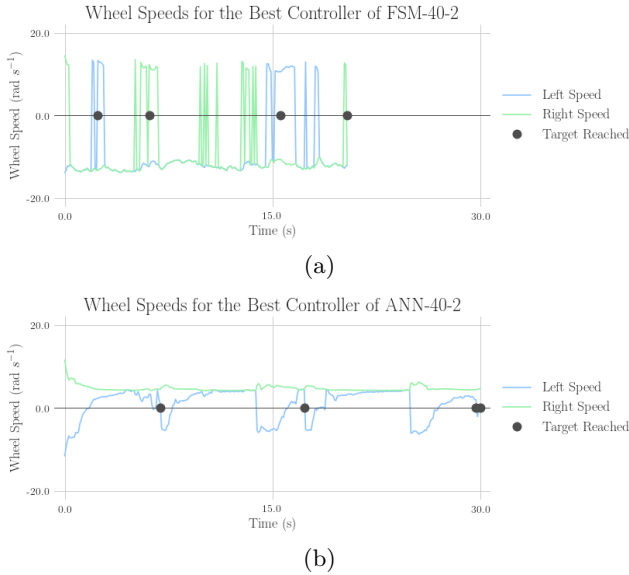 Wheel Speeds for the Best Controller of FSM-40-2
20.0
0.0
-20.0
Wheel Speed (rad s⁻¹)
Left Speed
Right Speed
Target Reached
0.0 15.0 30.0
Time (s)
(a)
Wheel Speeds for the Best Controller of ANN-40-2
20.0
0.0
-20.0
Wheel Speed (rad s⁻¹)
Left Speed
Right Speed
Target Reached
0.0 15.0 30.0
Time (s)
(b)